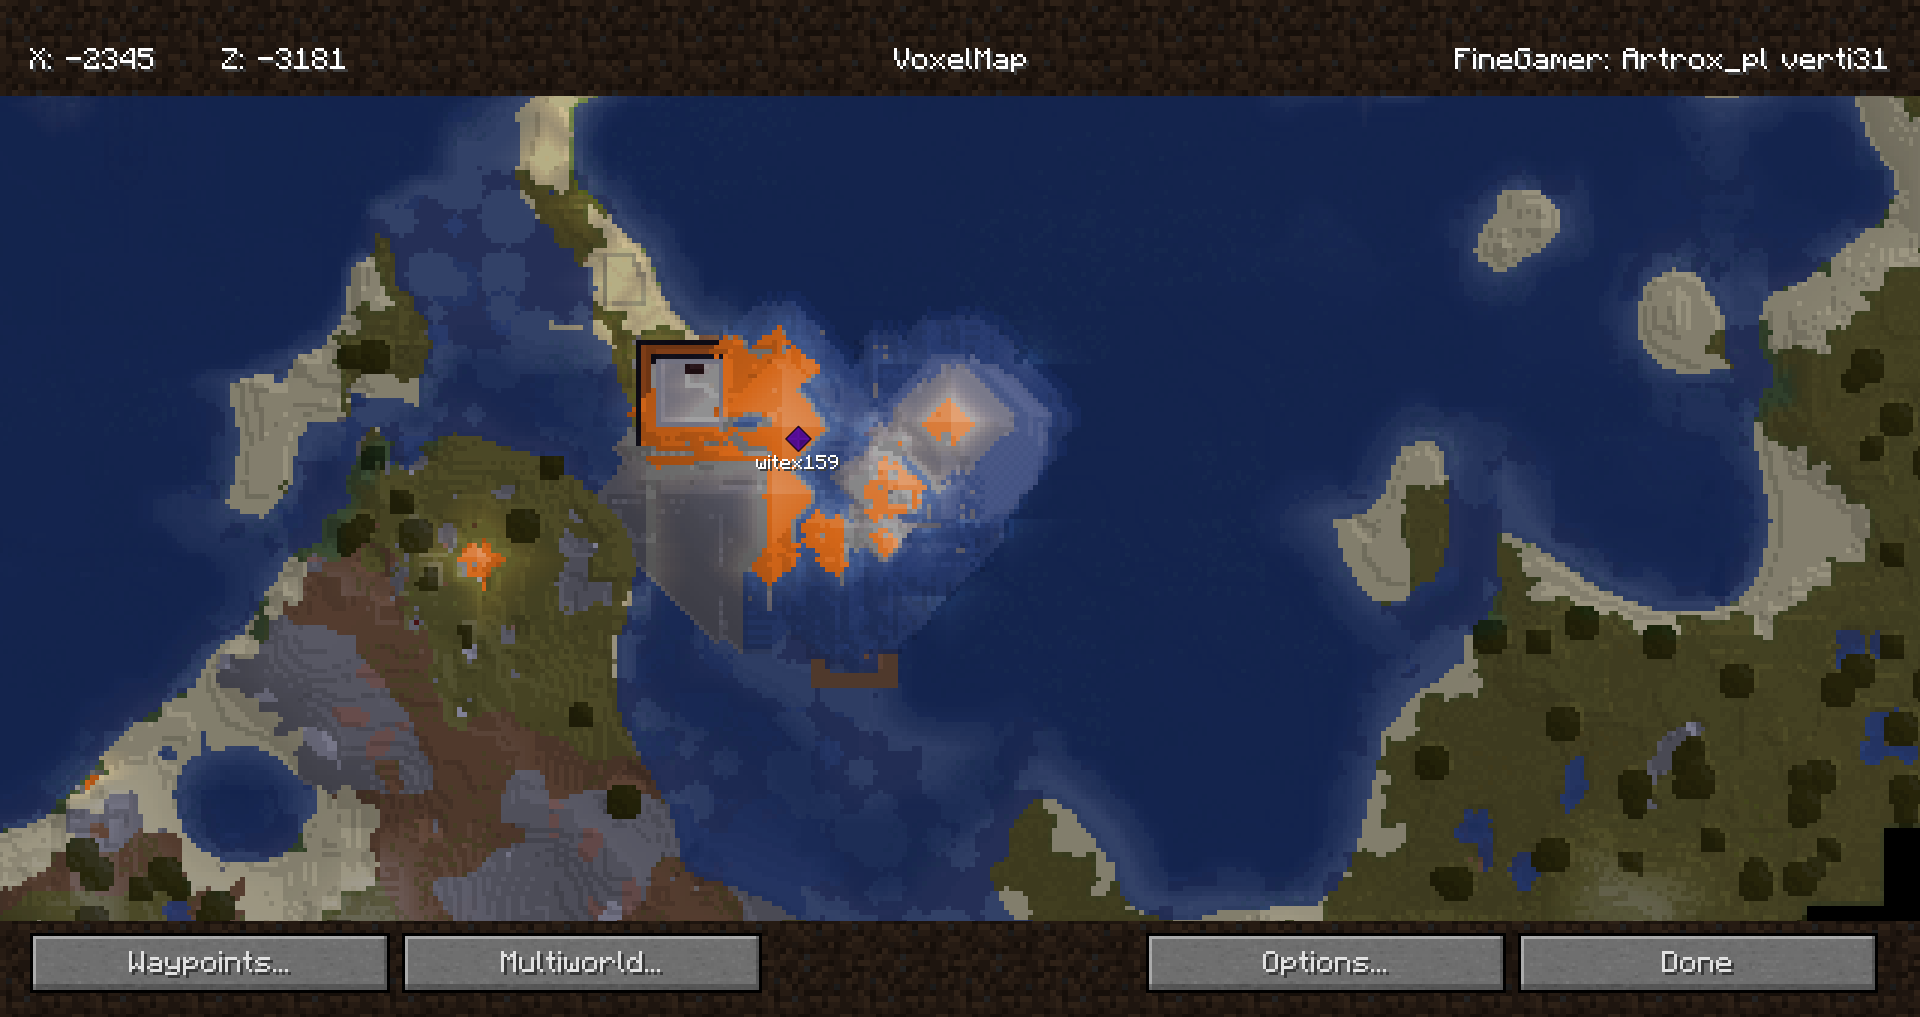 X: -2345 Z: -3181
VoxelMap
FineGamer: Artrox_pl verti31
witex159
Waypoints...
Multiworld...
Options...
Done